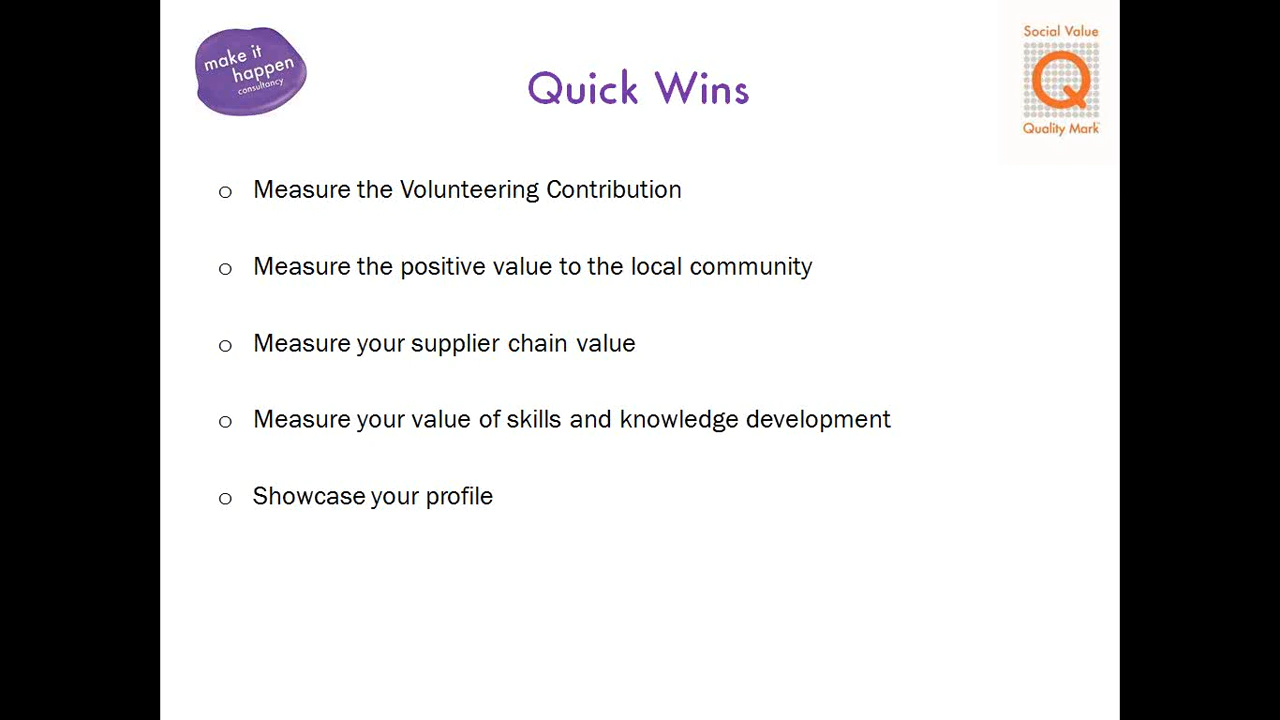 make it
happen
consultancy
Quick Wins
Social Value
Q
Quality Mark™
o Measure the Volunteering Contribution
o Measure the positive value to the local community
o Measure your supplier chain value
o Measure your value of skills and knowledge development
o Showcase your profile